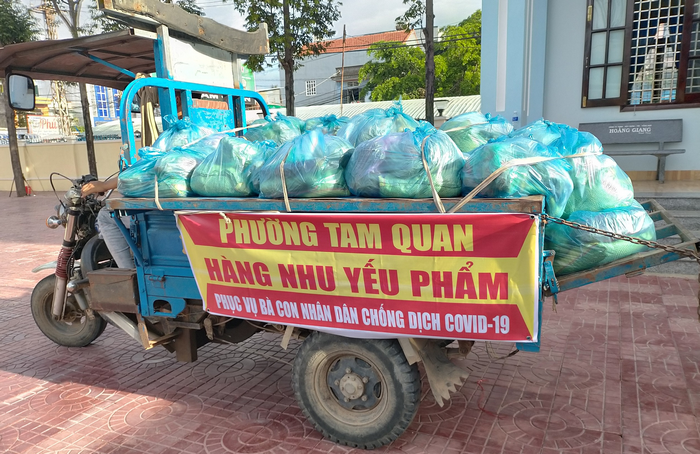 PHƯỜNG TAM QUAN
HÀNG NHU YẾU PHẨM
PHỤC VỤ BÀ CON NHÂN DÂN CHỐNG DỊCH COVID-19
HOÀNG GIANG